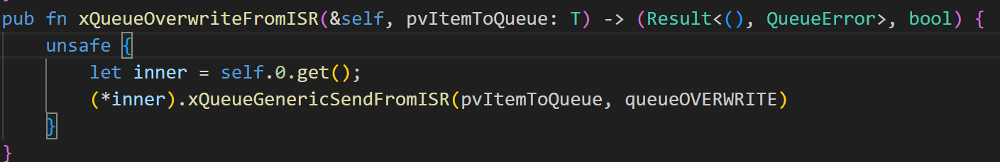 pub fn xQueueOverwriteFromISR(&self, pvItemToQueue: T) -> (Result<(), QueueError>, bool) {
    unsafe {
        let inner = self.0.get();
        (*inner).xQueueGenericSendFromISR(pvItemToQueue, queueOVERWRITE)
    }
}